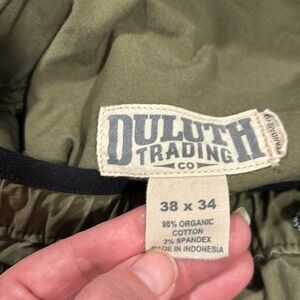 DULUTH
TRADING
CO
38 x 34
98% ORGANIC
COTTON
2% SPANDEX
MADE IN INDONESIA